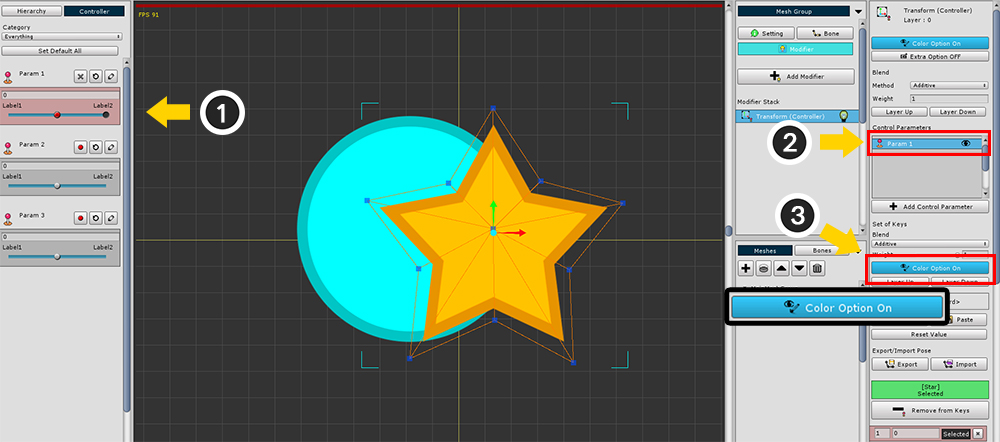 Hierarchy
Controller
Category
Everything
Set Default All
Param 1
0
Label1
Label2
Param 2
0
Label1
Label2
Param 3
0
Label1
Label2
FPS 91
1
Mesh Group
Setting
Bone
Modifier
Add Modifier
Modifier Stack
Transform (Controller)
2
3
Meshes
Bones
Color Option On
Transform (Controller)
Layer : 0
Color Option On
Extra Option OFF
Blend
Method
Additive
Weight
1
Layer Up
Layer Down
Control Parameters
Param 1
Add Control Parameter
Set of Keys
Blend
Additive
Color Option On
Paste
Reset Value
Export/Import Pose
Export
Import
[Star]
Selected
Remove from Keys
1
0
Selected
x